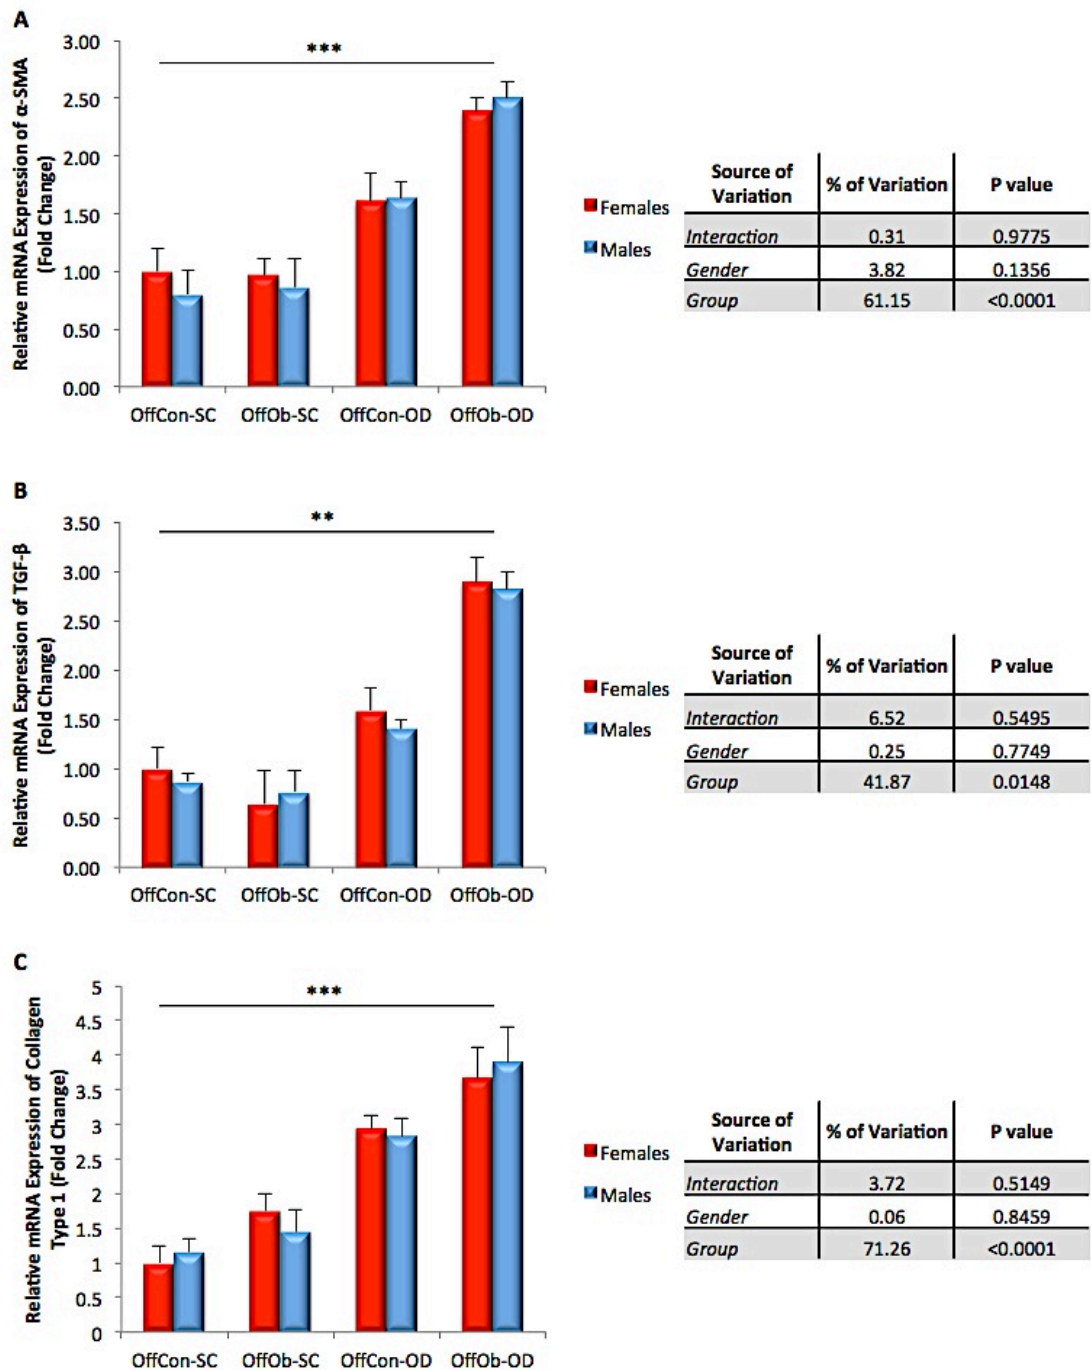 A
Relative mRNA Expression of α-SMA
(Fold Change)
3.00
2.50
2.00
1.50
1.00
0.50
0.00
***
OffCon-SC OffOb-SC OffCon-OD OffOb-OD
Females
Males
Source of Variation % of Variation P value
Interaction 0.31 0.9775
Gender 3.82 0.1356
Group 61.15 <0.0001
B
Relative mRNA Expression of TGF-β
(Fold Change)
3.50
3.00
2.50
2.00
1.50
1.00
0.50
0.00
**
OffCon-SC OffOb-SC OffCon-OD OffOb-OD
Females
Males
Source of Variation % of Variation P value
Interaction 6.52 0.5495
Gender 0.25 0.7749
Group 41.87 0.0148
C
Relative mRNA Expression of Collagen
Type 1 (Fold Change)
5
4.5
4
3.5
3
2.5
2
1.5
1
0.5
0
***
OffCon-SC OffOb-SC OffCon-OD OffOb-OD
Females
Males
Source of Variation % of Variation P value
Interaction 3.72 0.5149
Gender 0.06 0.8459
Group 71.26 <0.0001